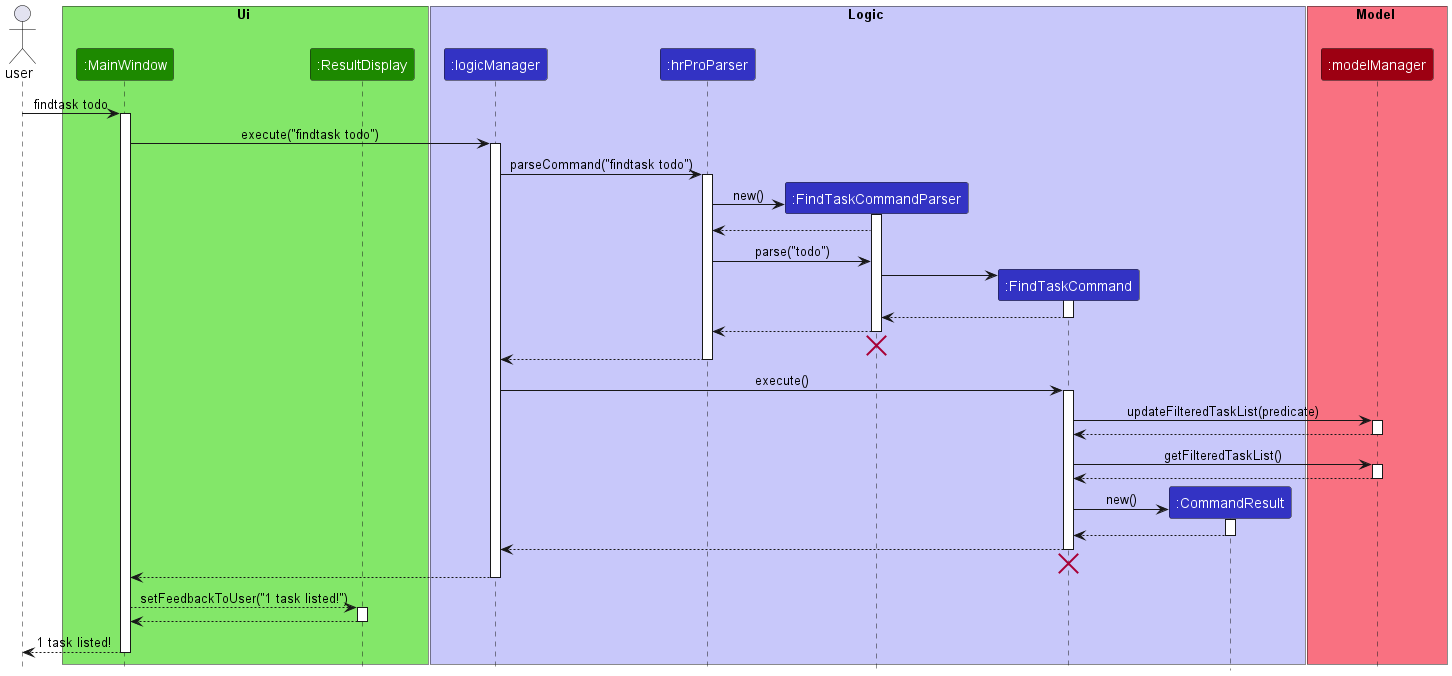 Ui
Logic
Model
user
:MainWindow
:ResultDisplay
:logicManager
:hrProParser
:modelManager
findtask todo
execute("findtask todo")
parseCommand("findtask todo")
new()
:FindTaskCommandParser
parse("todo")
:FindTaskCommand
execute()
updateFilteredTaskList(predicate)
getFilteredTaskList()
new()
:CommandResult
setFeedbackToUser("1 task listed!")
1 task listed!